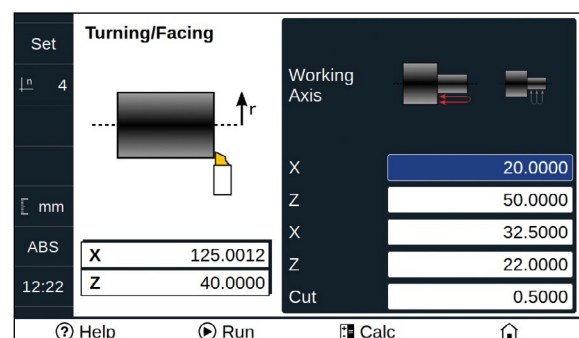 Set
n 4
mm
ABS
12:22
Turning/Facing
r
X 125.0012
Z 40.0000
Working
Axis
X 20.0000
Z 50.0000
X 32.5000
Z 22.0000
Cut 0.5000
? Help Run Calc